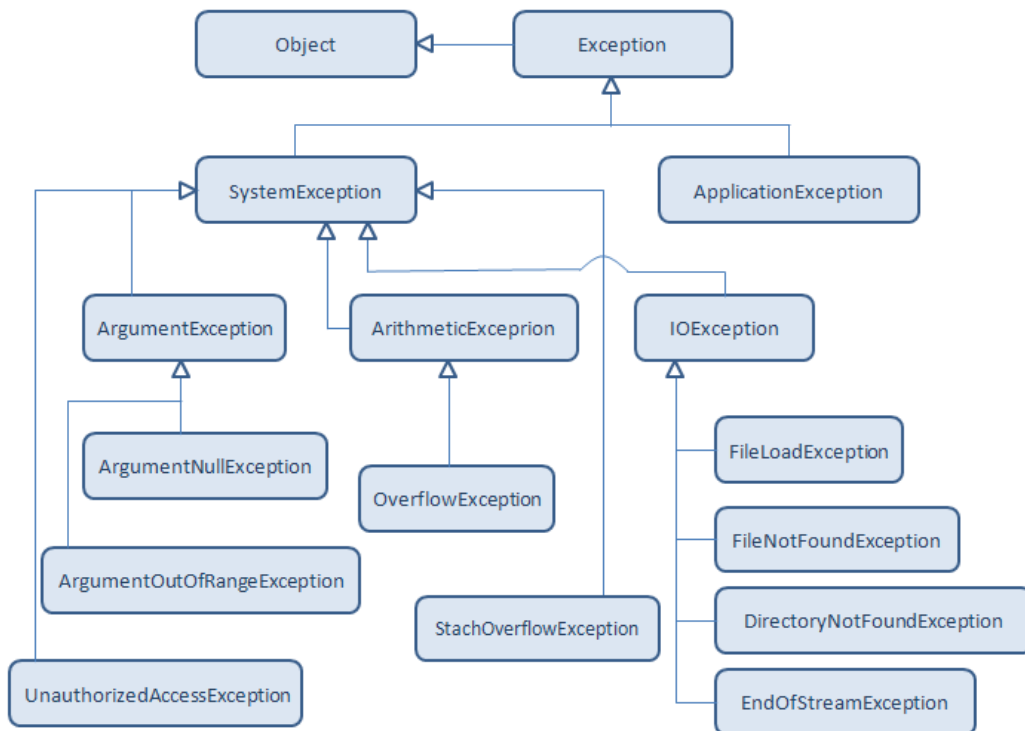 Object
Exception
SystemException
ApplicationException
ArgumentException
ArithmeticExceprion
IOException
ArgumentNullException
OverflowException
FileLoadException
FileNotFoundException
ArgumentOutOfRangeException
StachOverflowException
DirectoryNotFoundException
UnauthorizedAccessException
EndOfStreamException